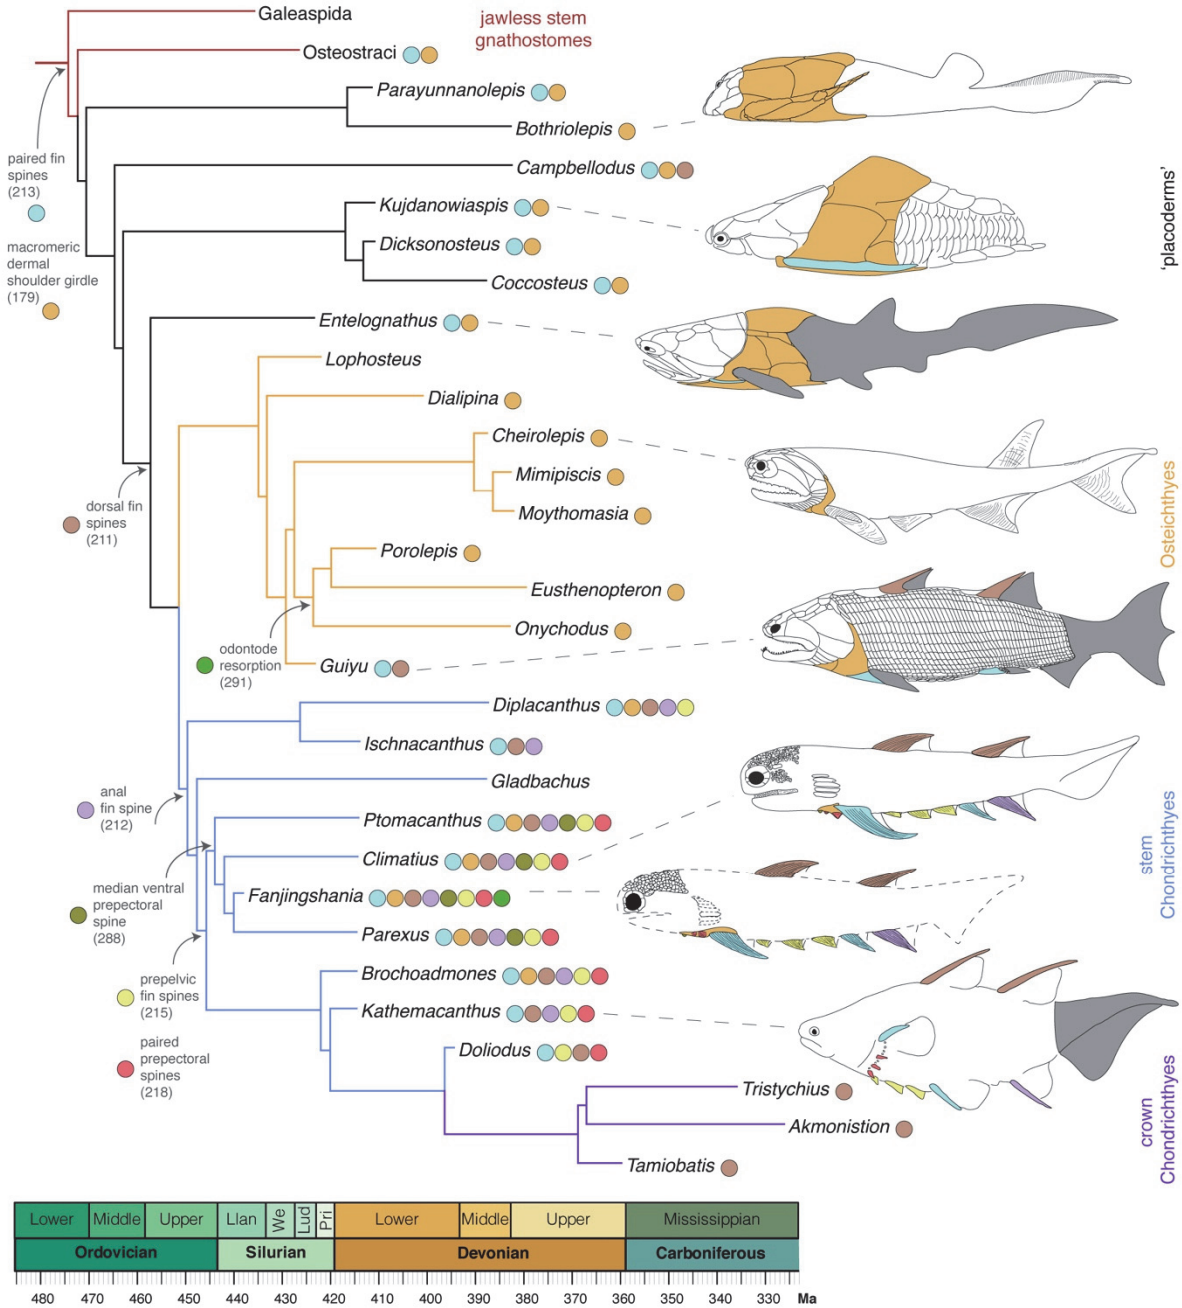 Galeaspida
jawless stem
gnathostomes
Osteostraci
Parayunnanolepis
Bothriolepis
paired fin
spines
(213)
Campbellodus
Kujdanowiaspis
'placoderms'
macromeric
dermal
shoulder girdle
(179)
Dicksonosteus
Coccosteus
Entelognathus
Lophosteus
Dialipina
Cheirolepis
Mimipiscis
Moythomasia
Osteichthyes
dorsal fin
spines
(211)
Porolepis
Eusthenopteron
Onychodus
odontode
resorption
(291)
Guiyu
Diplacanthus
Ischnacanthus
Gladbachus
anal
fin spine
(212)
Ptomacanthus
Climatius
stem
Chondrichthyes
median ventral
prepectoral
spine
(288)
Fanjingshania
Parexus
prepelvic
fin spines
(215)
Brochoadmones
Kathemacanthus
paired
prepectoral
spines
(218)
Doliodus
Tristychius
Akmonistion
Tamiobatis
crown
Chondrichthyes
Lower Middle Upper Llan We Lud Pri Lower Middle Upper Mississippian
Ordovician Silurian Devonian Carboniferous
480 470 460 450 440 430 420 410 400 390 380 370 360 350 340 330 Ma